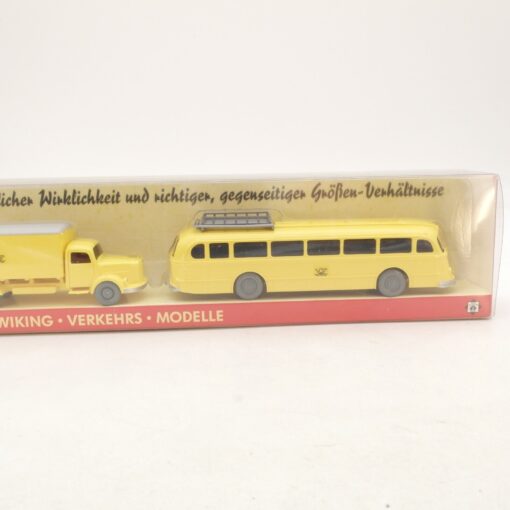 licher Wirklichkeit und richtiger, gegenseitiger Größen-Verhältnisse
WIKING · VERKEHRS · MODELLE